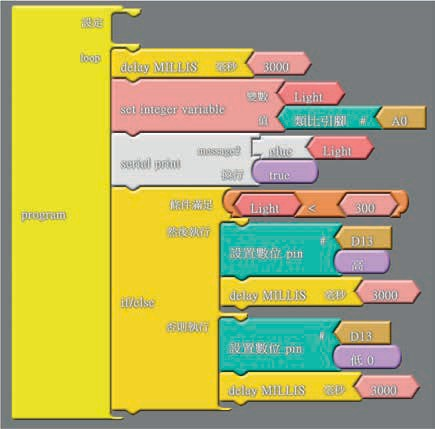 設定
loop
delay MILLIS 毫秒 3000
變數 Light
set integer variable
值 類比引腳 # A0
message2 glue Light
serial print
換行 true
條件滿足 Light < 300
program
然後執行
# D13
設置數位 pin
高
delay MILLIS 毫秒 3000
if/else
否則執行
# D13
設置數位 pin
低 0
delay MILLIS 毫秒 3000